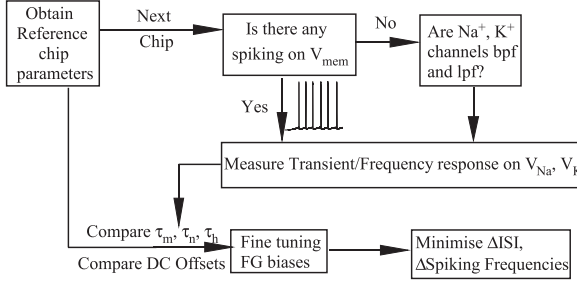 Obtain
Reference
chip
parameters
Next
Chip
Is there any
spiking on V_mem
No
Are Na⁺, K⁺
channels bpf
and lpf?
Yes
Measure Transient/Frequency response on V_Na, V_K
Compare τ_m, τ_n, τ_h
Compare DC Offsets
Fine tuning
FG biases
Minimise ΔISI,
ΔSpiking Frequencies